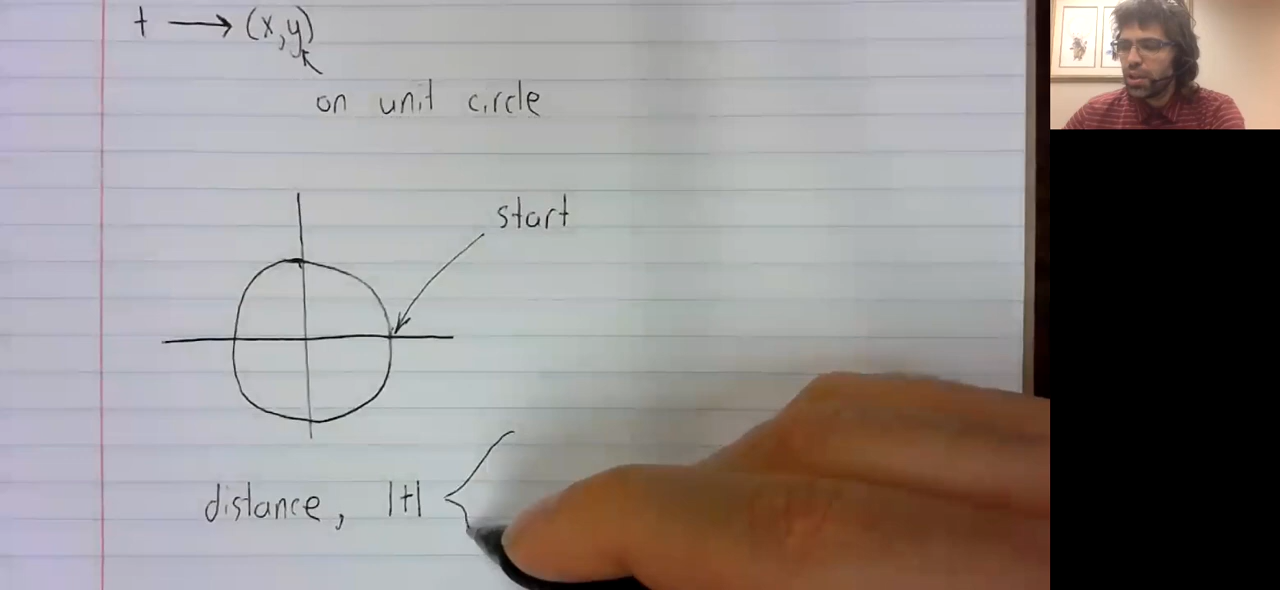 t → (x,y)
on unit circle
start
distance, |t| {